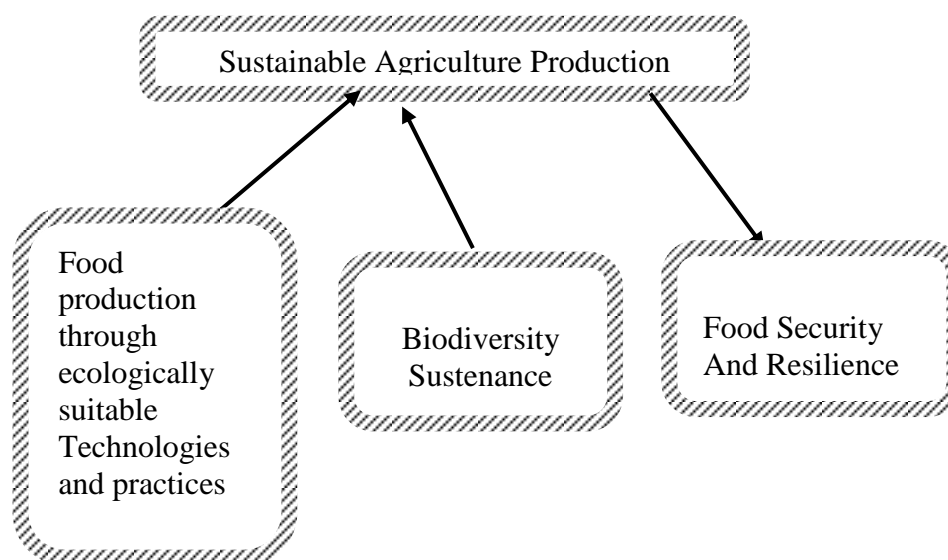 Sustainable Agriculture Production
Food
production
through
ecologically
suitable
Technologies
and practices
Biodiversity
Sustenance
Food Security
And Resilience